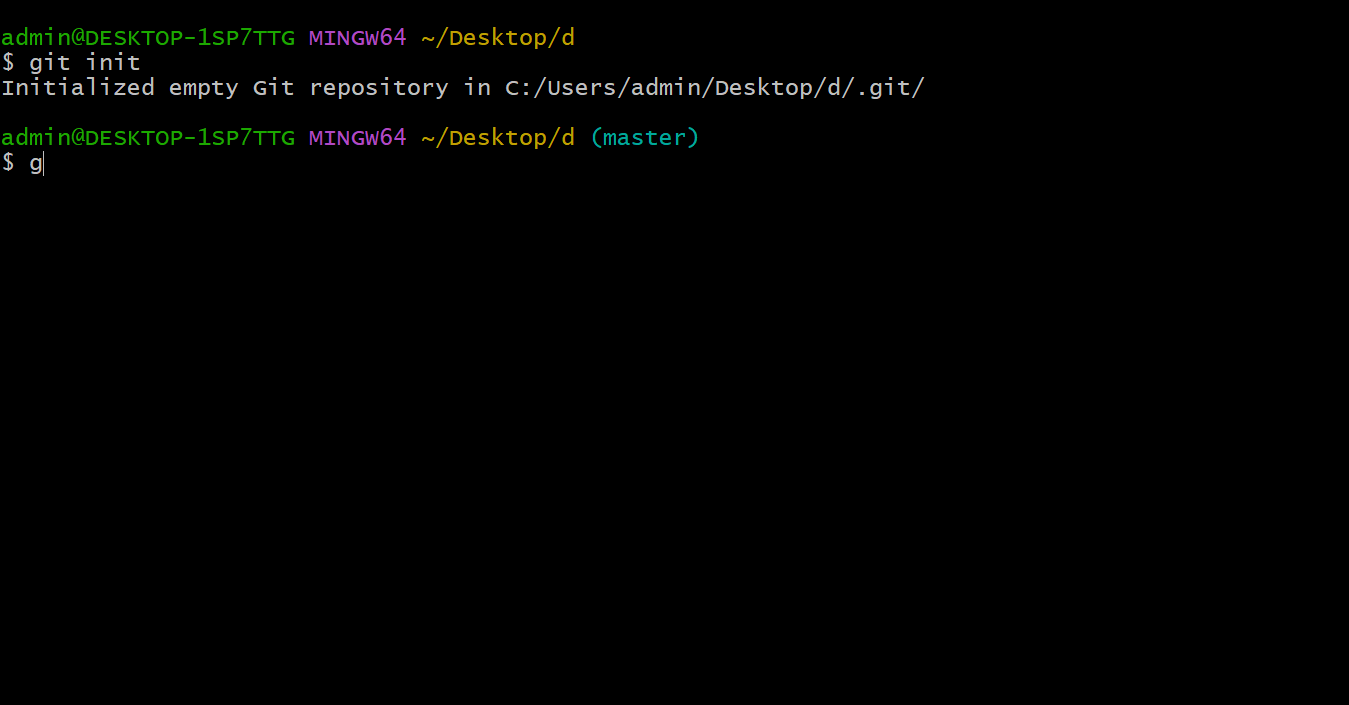 admin@DESKTOP-1SP7TTG MINGW64 ~/Desktop/d
$ git init
Initialized empty Git repository in C:/Users/admin/Desktop/d/.git/
admin@DESKTOP-1SP7TTG MINGW64 ~/Desktop/d (master)
$ g